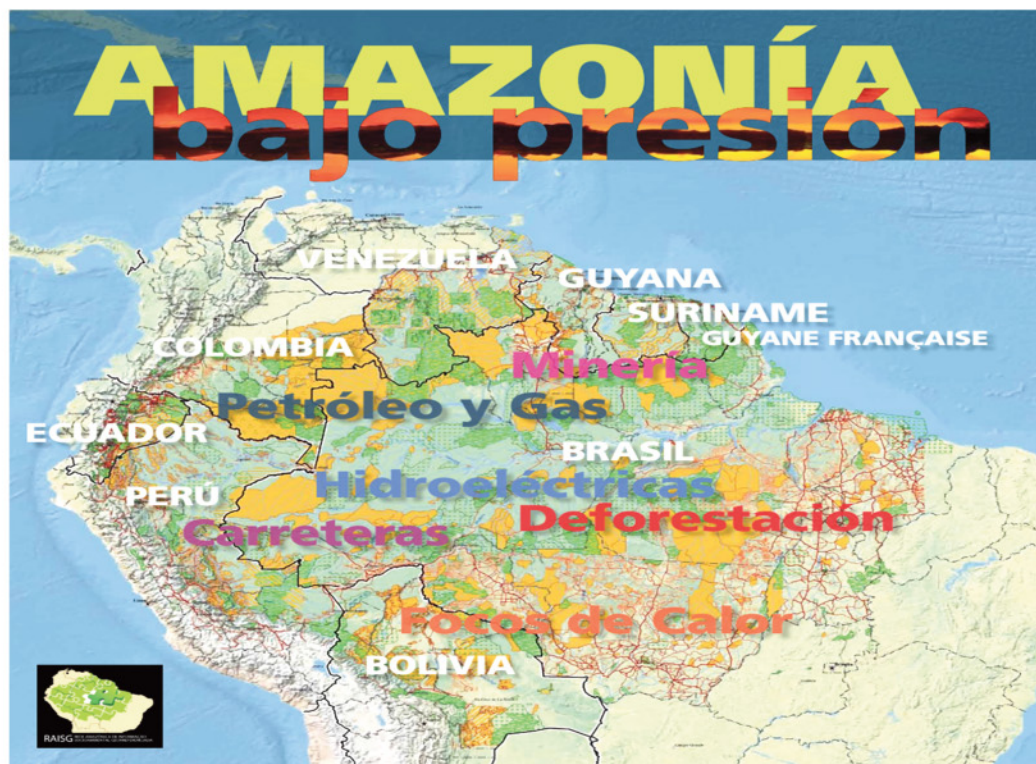 AMAZONÍA
bajo presión
VENEZUELA
GUYANA
SURINAME
GUYANE FRANÇAISE
COLOMBIA
Minería
Petróleo y Gas
ECUADOR
BRASIL
PERÚ
Hidroeléctricas
Deforestación
Carreteras
Focos de Calor
BOLIVIA
RAISG